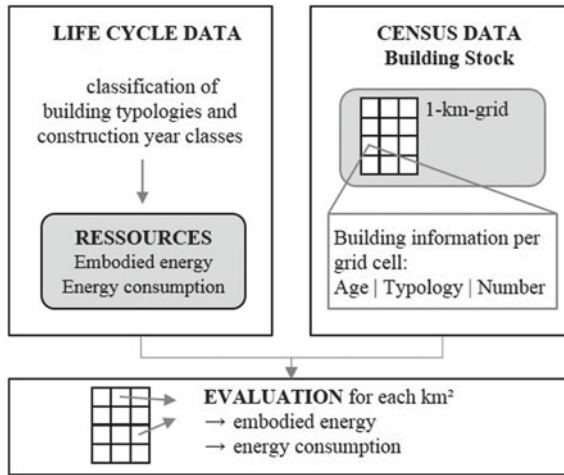 LIFE CYCLE DATA
classification of
building typologies and
construction year classes
RESSOURCES
Embodied energy
Energy consumption
CENSUS DATA
Building Stock
1-km-grid
Building information per
grid cell:
Age | Typology | Number
EVALUATION for each km²
→ embodied energy
→ energy consumption